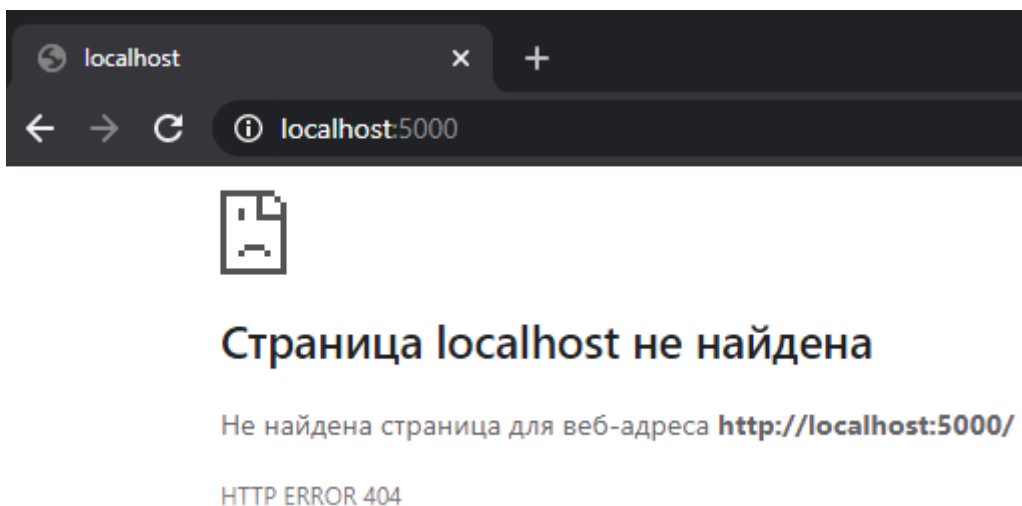 localhost
localhost:5000
Страница localhost не найдена
Не найдена страница для веб-адреса http://localhost:5000/
HTTP ERROR 404